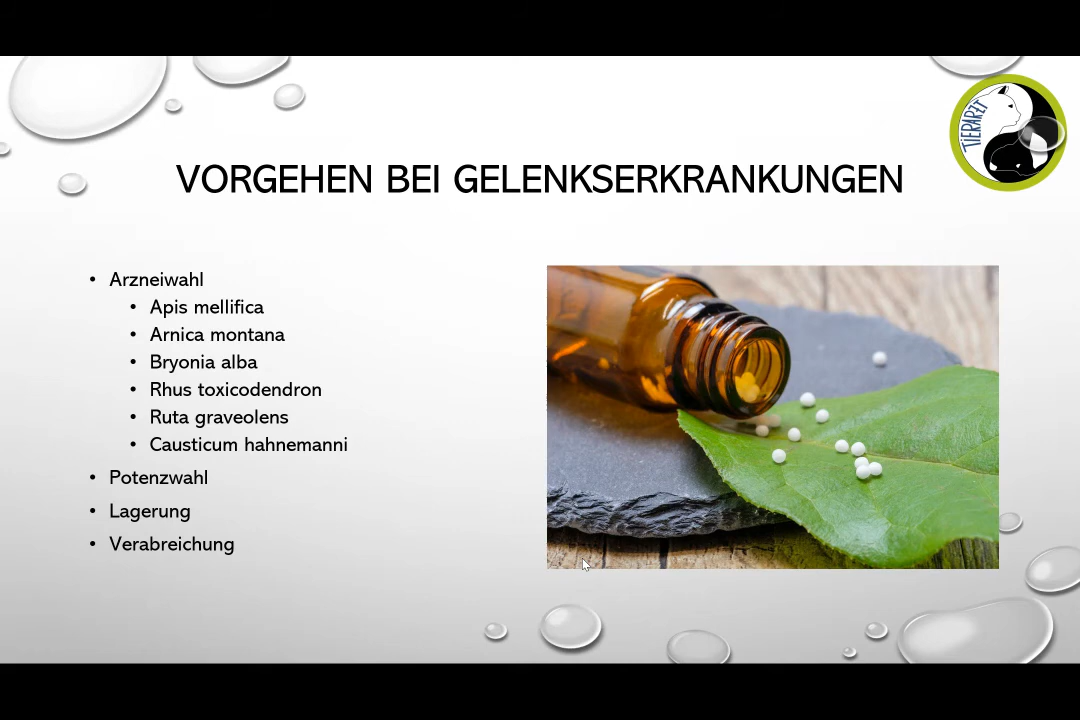 TIERARZT
VORGEHEN BEI GELENKSERKRANKUNGEN
• Arzneiwahl
• Apis mellifica
• Arnica montana
• Bryonia alba
• Rhus toxicodendron
• Ruta graveolens
• Causticum hahnemanni
• Potenzwahl
• Lagerung
• Verabreichung